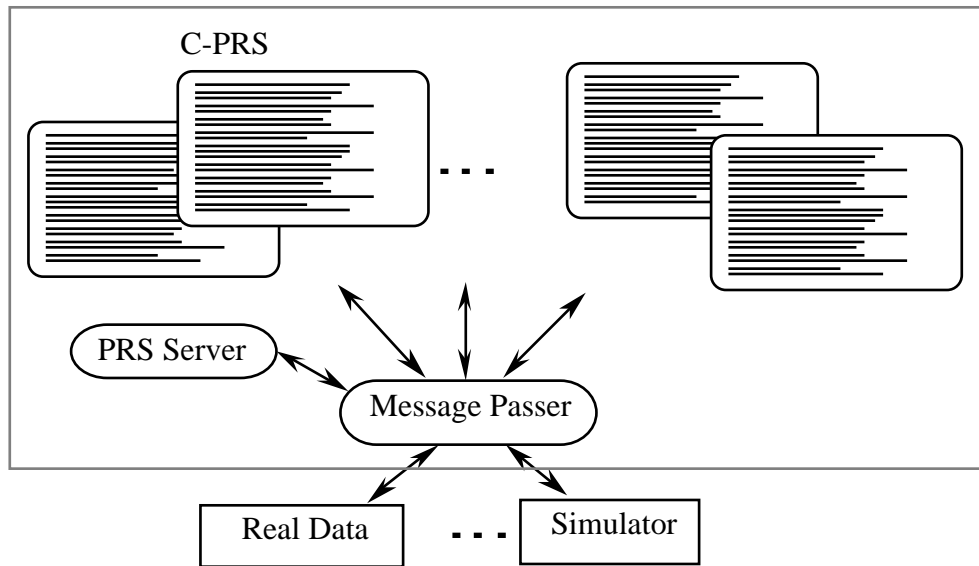 C-PRS
. . .
PRS Server
Message Passer
Real Data
. . .
Simulator